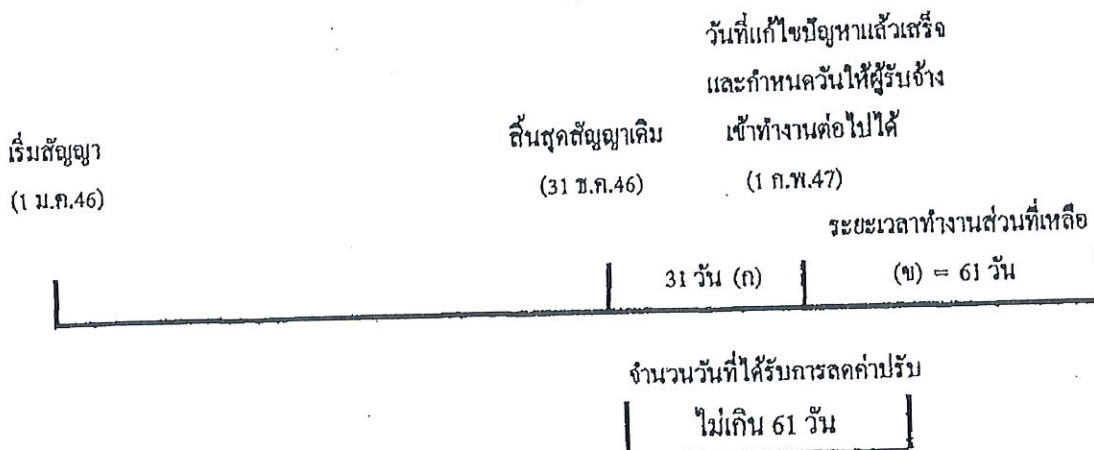 วันที่แก้ไขปัญหาแล้วเสร็จ
และกำหนดวันให้ผู้รับจ้าง
เข้าทำงานต่อไปได้
(1 ก.พ.47)
สิ้นสุดสัญญาเดิม
(31 ธ.ค.46)
เริ่มสัญญา
(1 ม.ค.46)
ระยะเวลาทำงานส่วนที่เหลือ
31 วัน (ก)
(ข) = 61 วัน
จำนวนวันที่ได้รับการลดค่าปรับ
ไม่เกิน 61 วัน